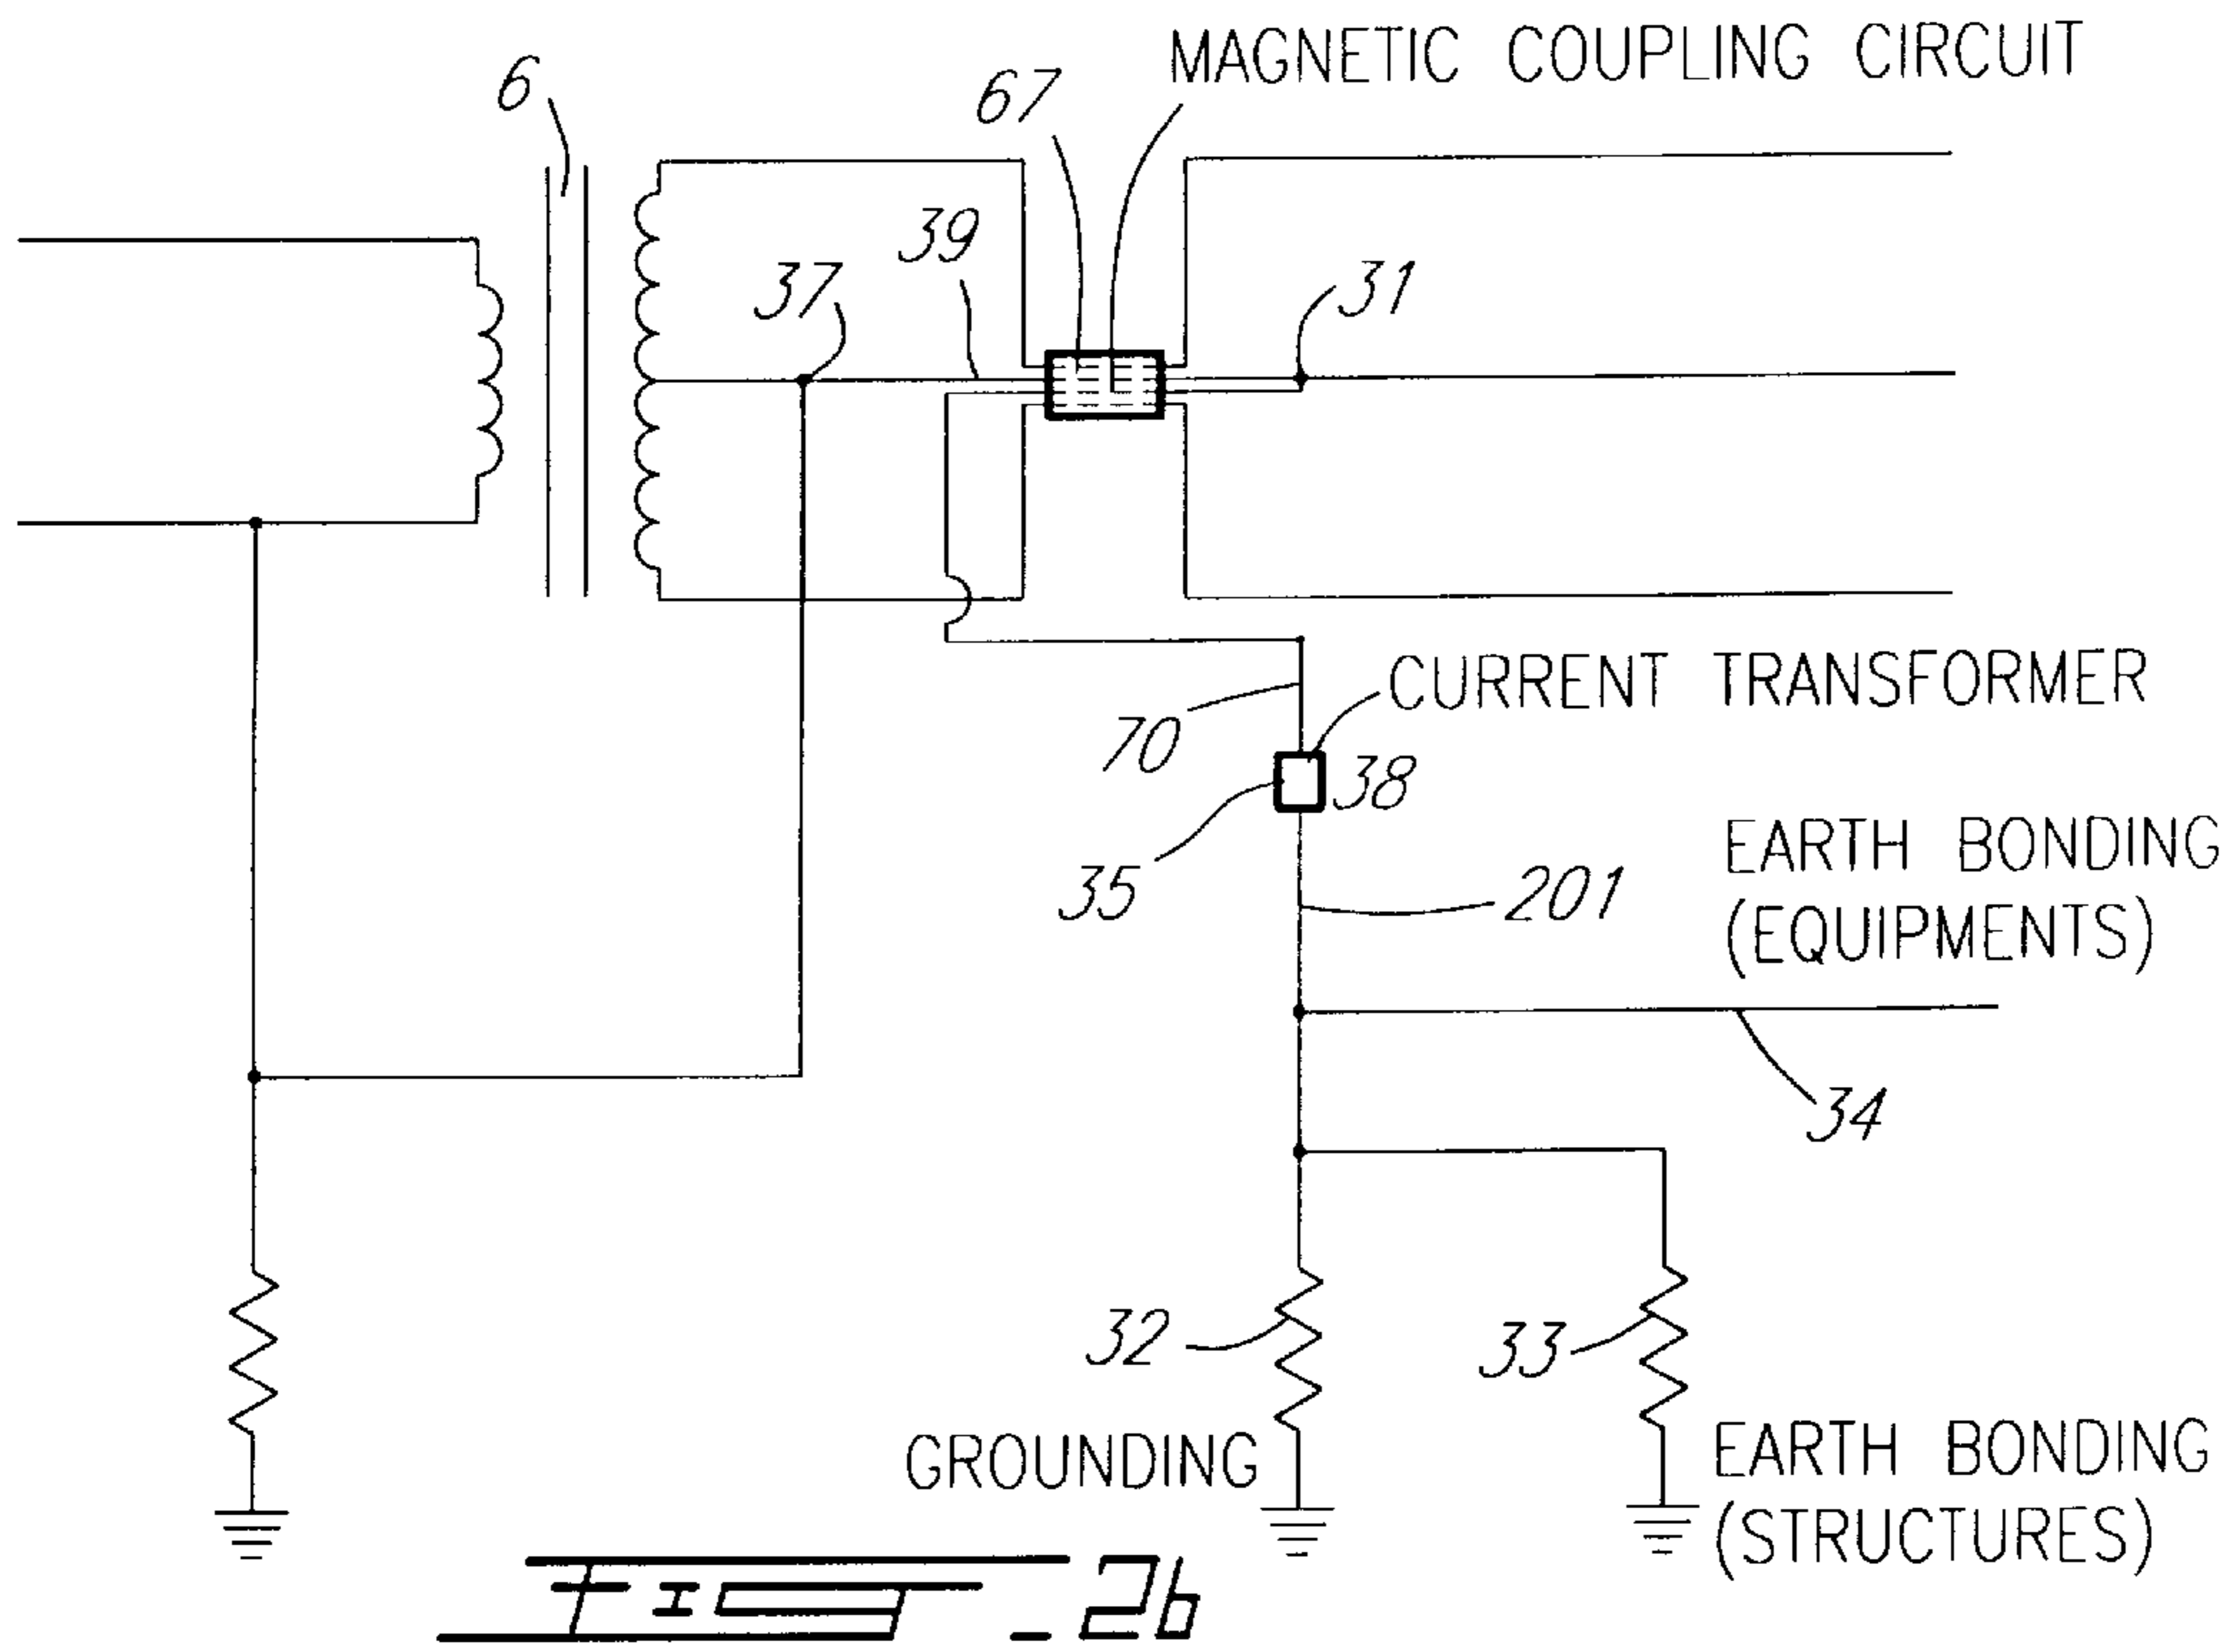 MAGNETIC COUPLING CIRCUIT
6
67
39
37
31
CURRENT TRANSFORMER
70
38
35
EARTH BONDING
(EQUIPMENTS)
201
34
32
33
GROUNDING
EARTH BONDING
(STRUCTURES)
FIG_2b